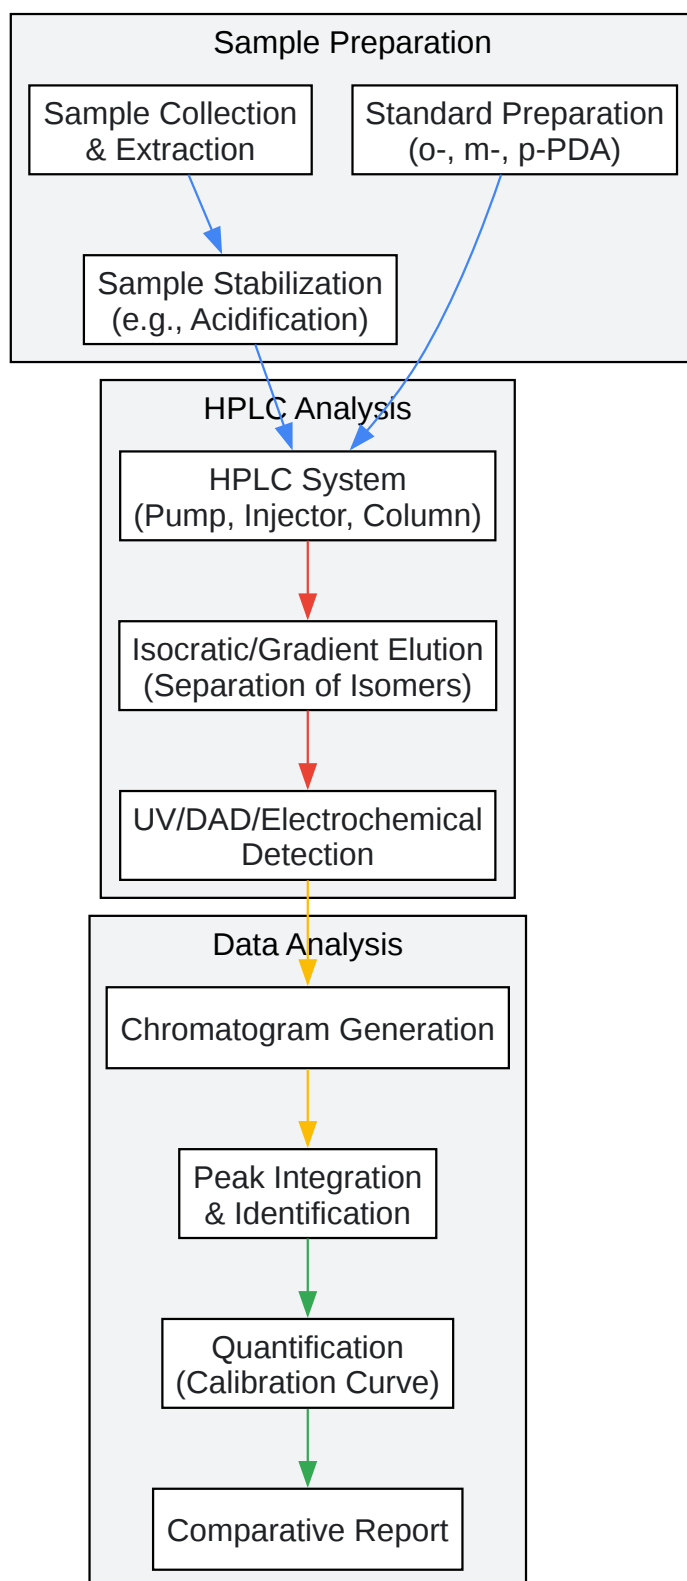 Sample Preparation
Sample Collection
& Extraction
Standard Preparation
(o-, m-, p-PDA)
Sample Stabilization
(e.g., Acidification)
HPLC Analysis
HPLC System
(Pump, Injector, Column)
Isocratic/Gradient Elution
(Separation of Isomers)
UV/DAD/Electrochemical
Detection
Data Analysis
Chromatogram Generation
Peak Integration
& Identification
Quantification
(Calibration Curve)
Comparative Report